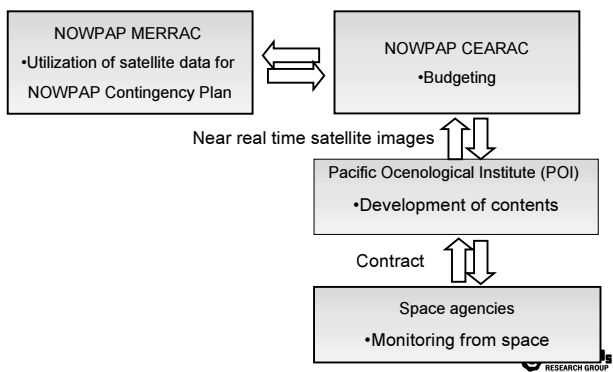 NOWPAP MERRAC
•Utilization of satellite data for
NOWPAP Contingency Plan
NOWPAP CEARAC
•Budgeting
Near real time satellite images
Pacific Ocenological Institute (POI)
•Development of contents
Contract
Space agencies
•Monitoring from space
RESEARCH GROUP